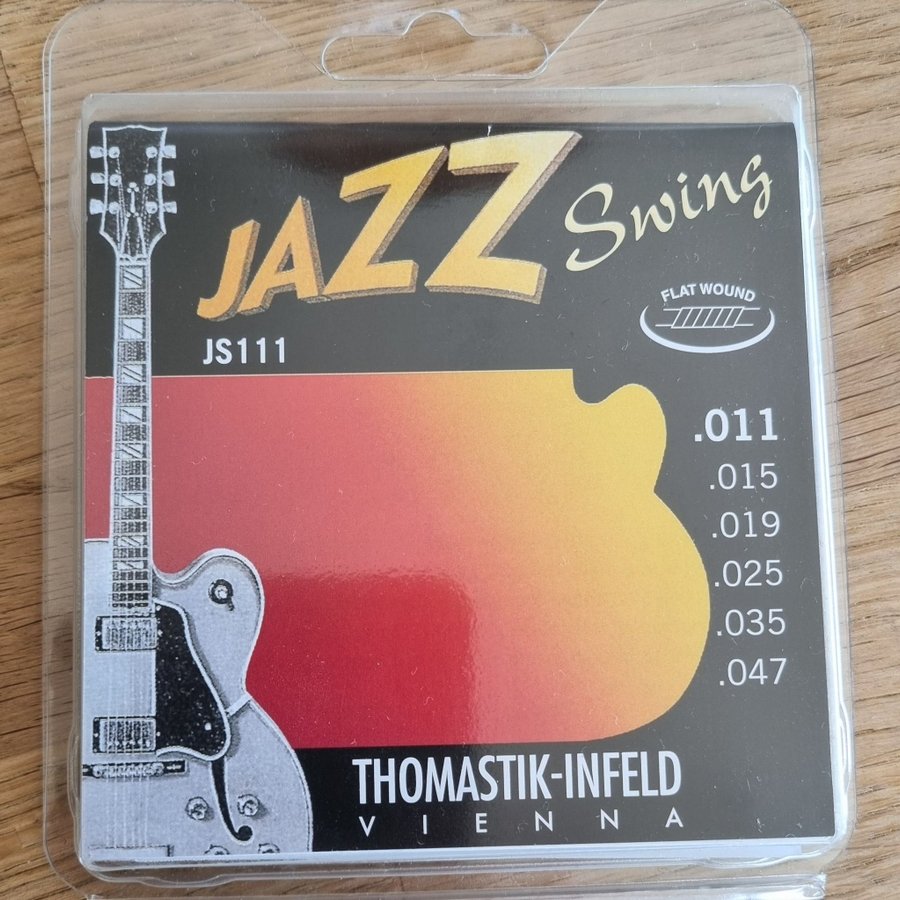 JAZZ Swing
FLAT WOUND
JS111
.011
.015
.019
.025
.035
.047
THOMASTIK-INFELD
VIENNA